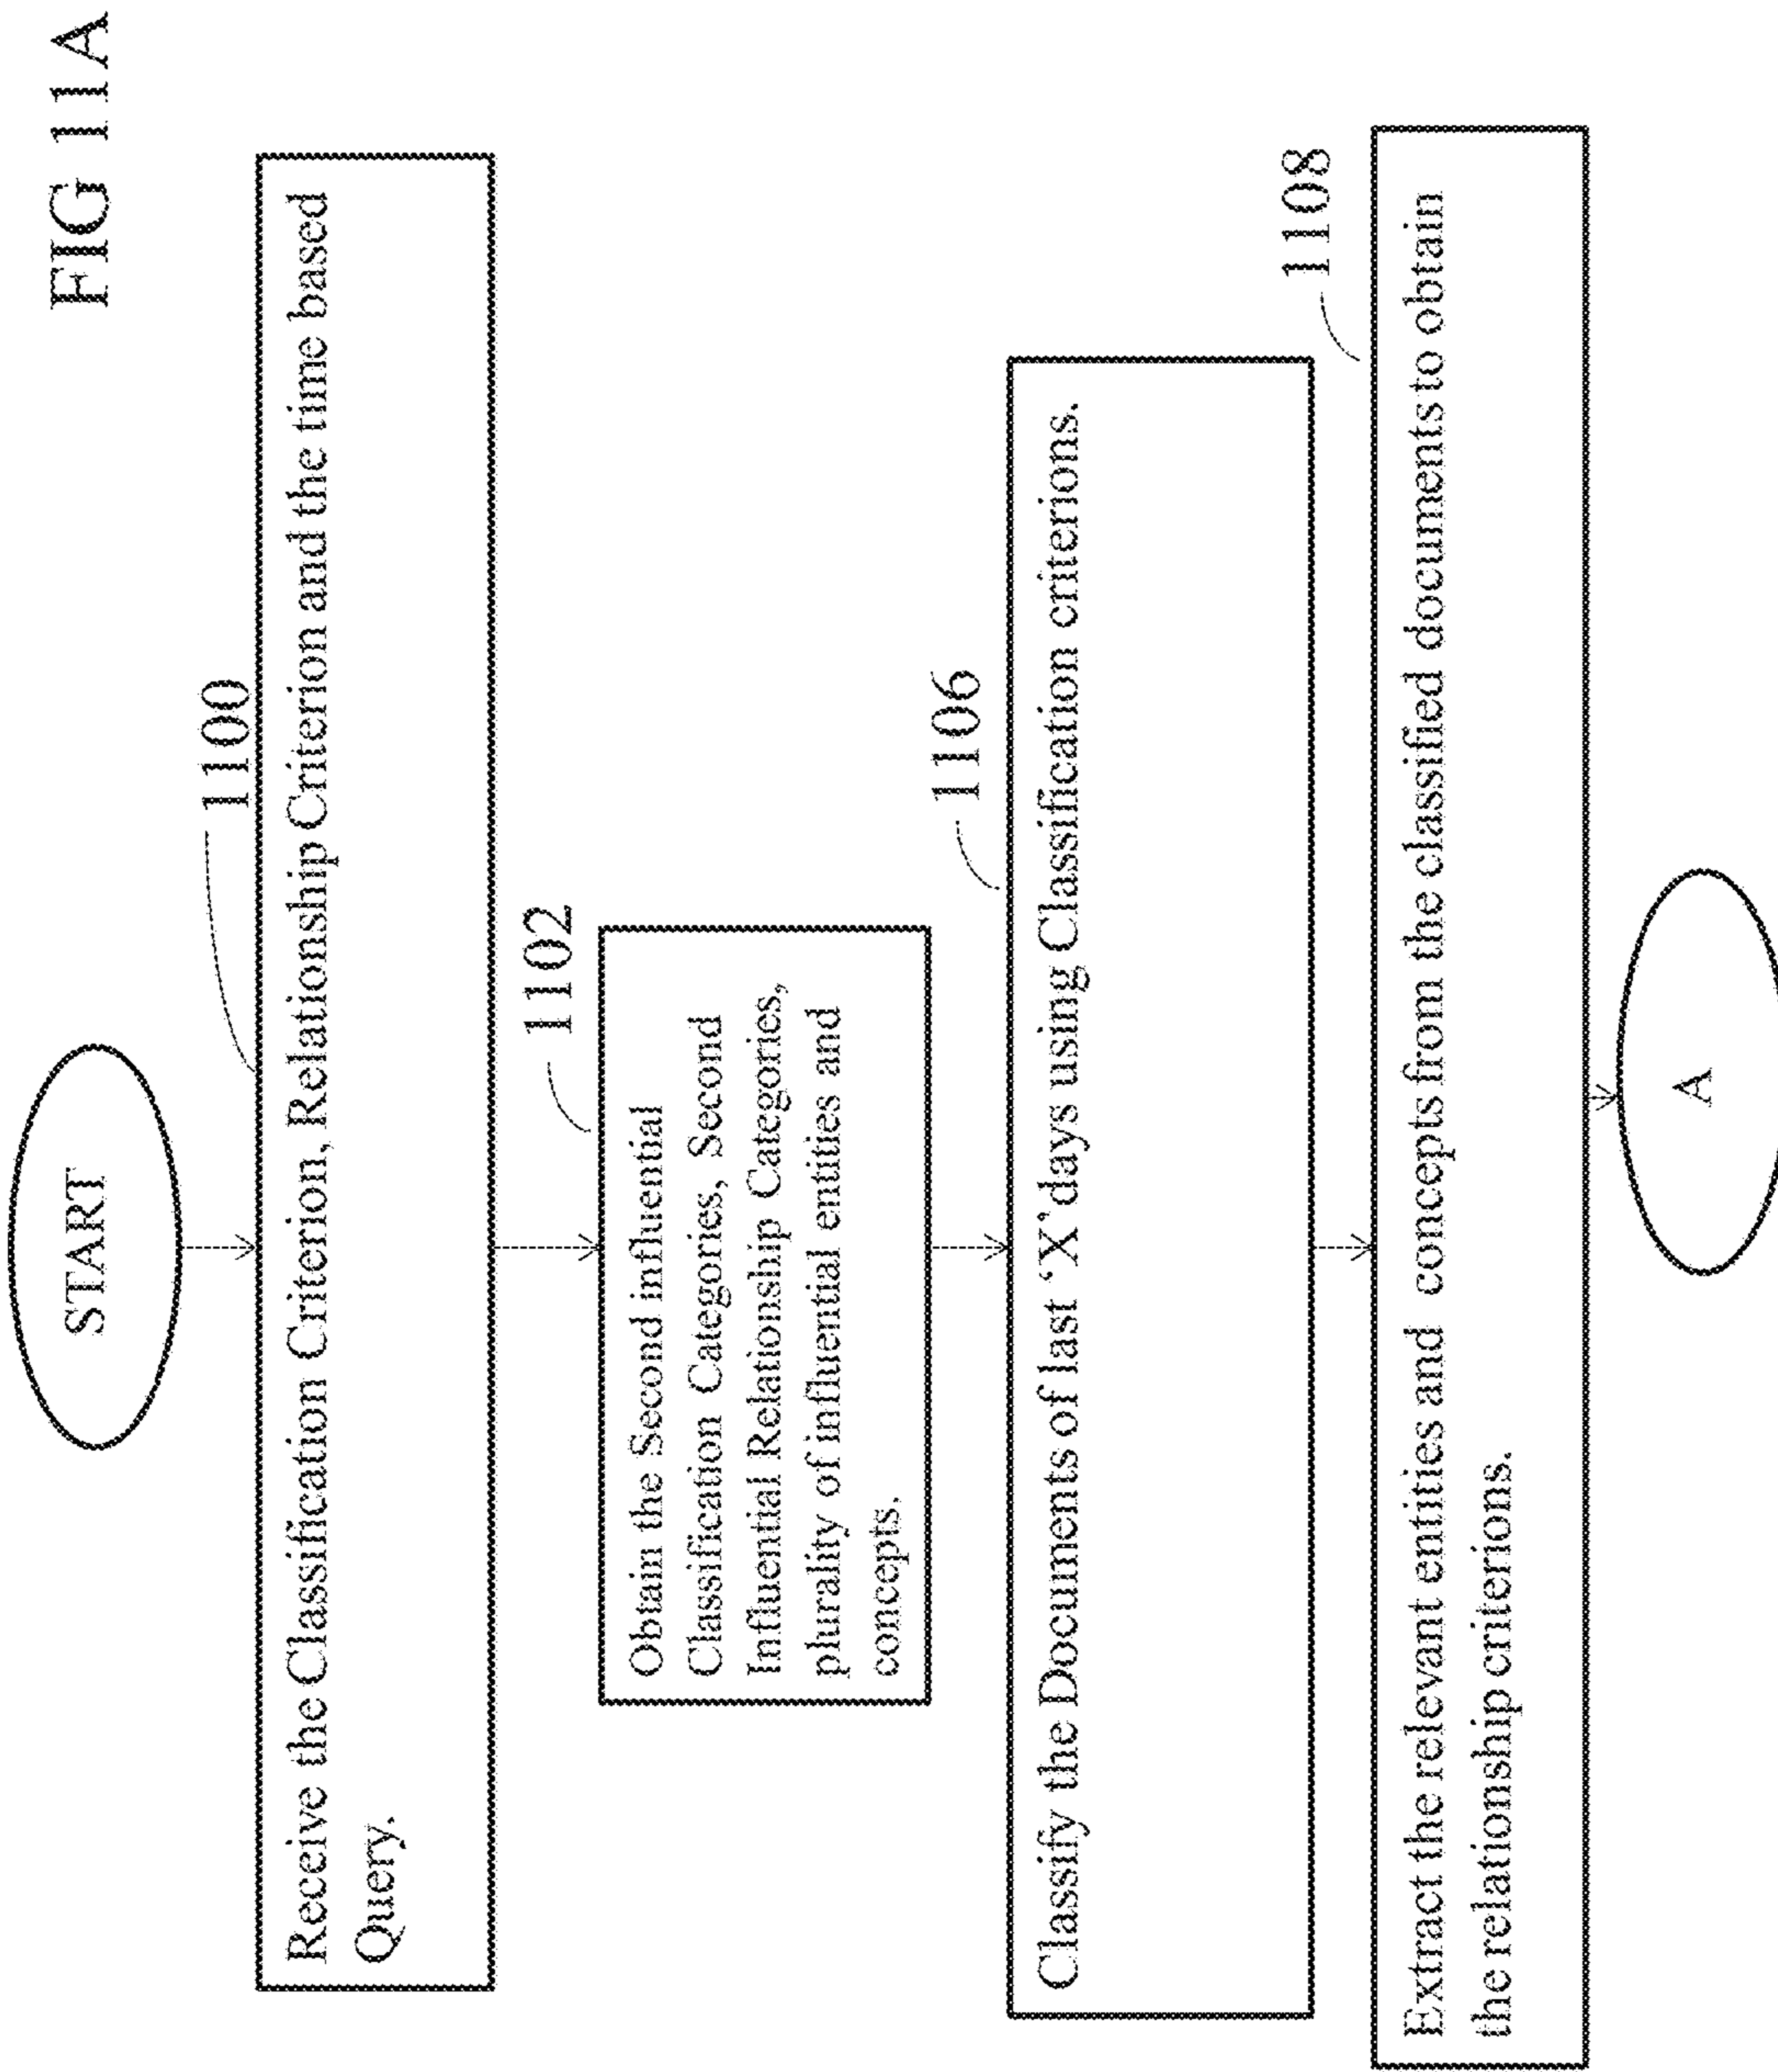 FIG 11A
START
1100
Receive the Classification Criterion, Relationship Criterion and the time based
Query.
1102
Obtain the Second influential
Classification Categories, Second
Influential Relationship Categories,
plurality of influential entities and
concepts.
1106
Classify the Documents of last ‘X’ days using Classification criterions.
1108
Extract the relevant entities and concepts from the classified documents to obtain
the relationship criterions.
A